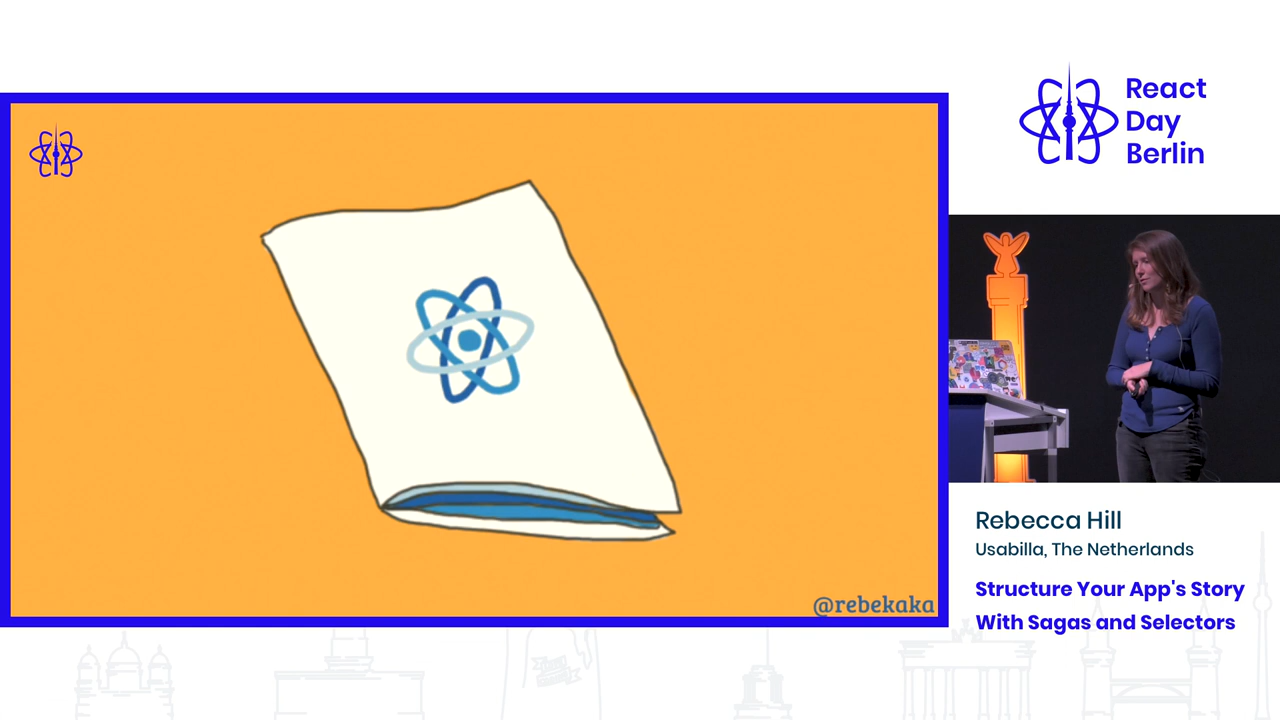 React
Day
Berlin
@rebekaka
Rebecca Hill
Usabilla, The Netherlands
Structure Your App's Story
With Sagas and Selectors